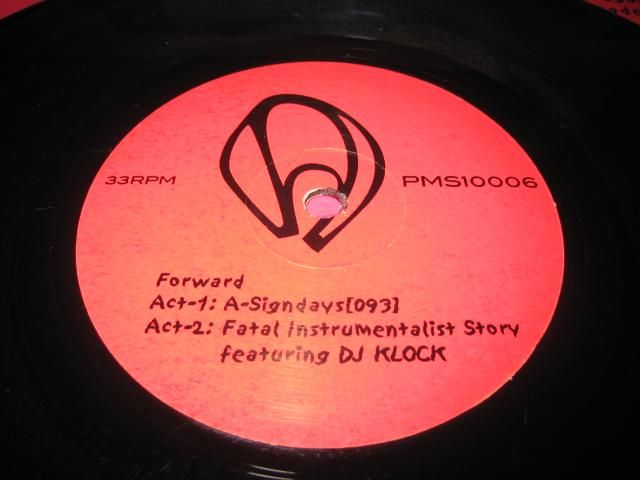 33RPM
PMS10006
Forward
Act-1: A-Signdays[093]
Act-2: Fatal Instrumentalist Story
featuring DJ KLOCK